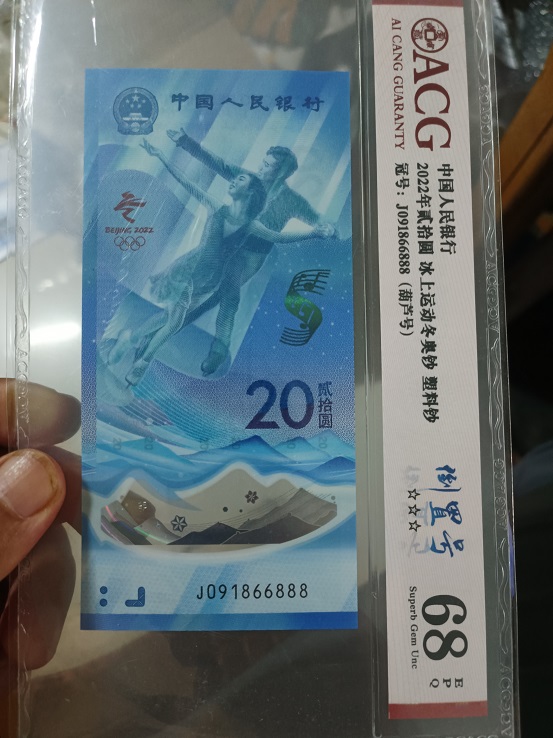 中国人民银行
BEIJING 2022
20
贰拾圆
J091866888
ACG
AI CANG GUARANTY
中国人民银行
2022年贰拾圆 冰上运动冬奥钞 塑料钞
冠号：J091866888（葫芦号）
倒置号
☆☆☆
68
EPQ
Superb Gem Unc